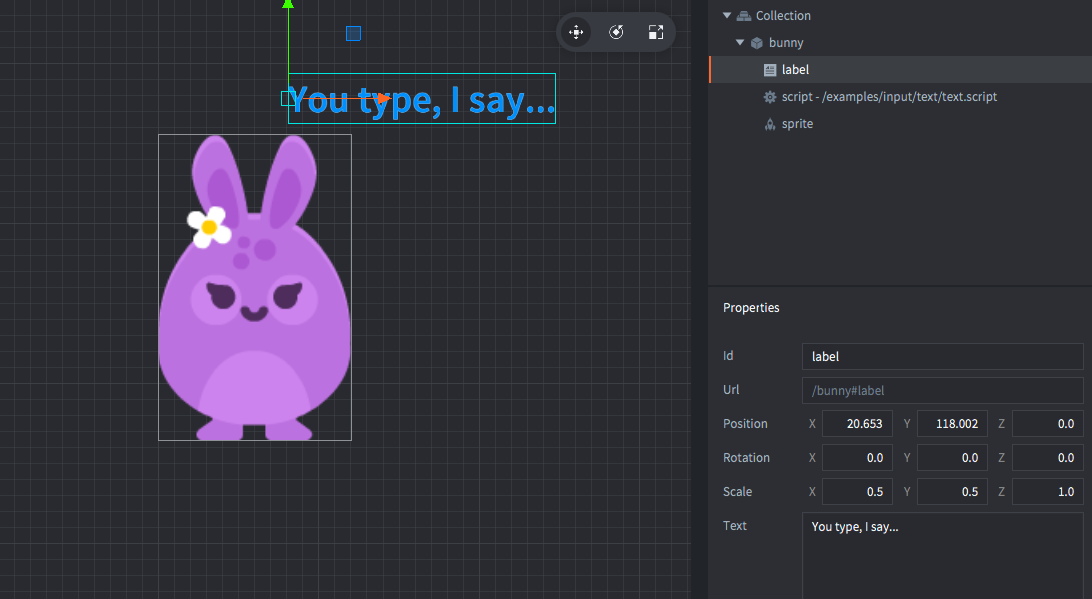 You type, I say...
Collection
bunny
label
script - /examples/input/text/text.script
sprite
Properties
Id label
Url /bunny#label
Position X 20.653 Y 118.002 Z 0.0
Rotation X 0.0 Y 0.0 Z 0.0
Scale X 0.5 Y 0.5 Z 1.0
Text You type, I say...